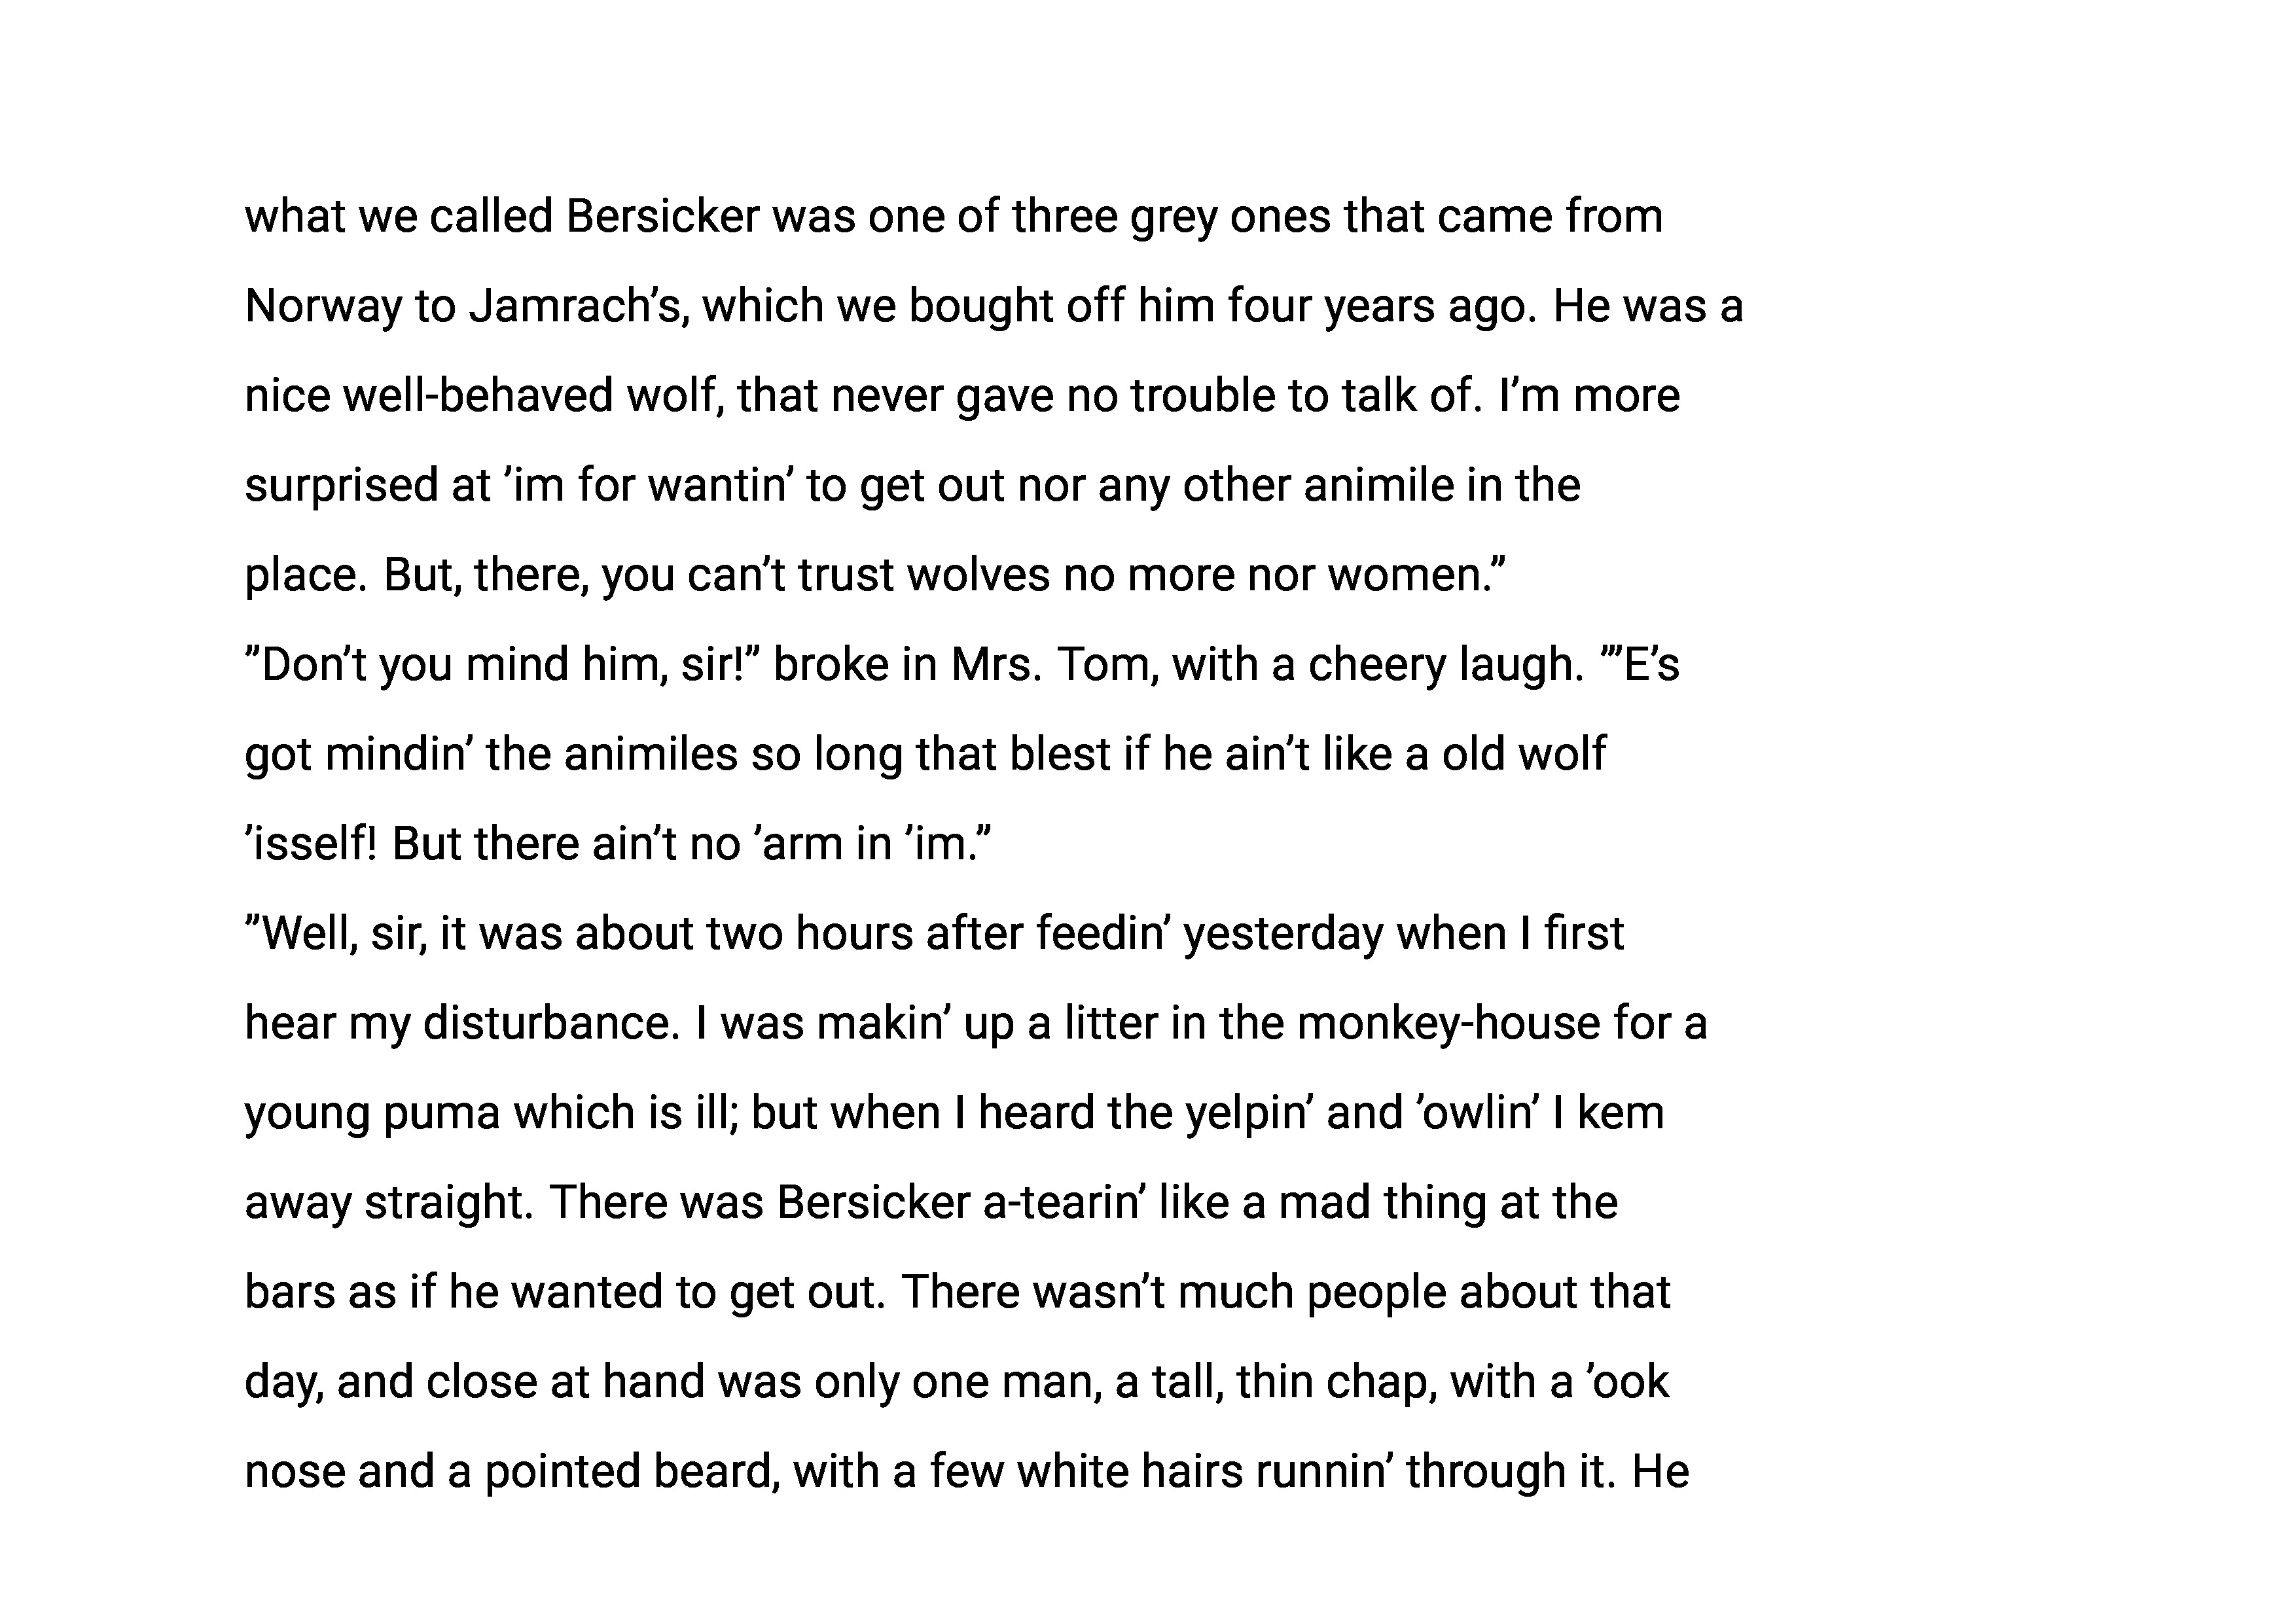 what we called Bersicker was one of three grey ones that came from
Norway to Jamrach’s, which we bought off him four years ago. He was a
nice well-behaved wolf, that never gave no trouble to talk of. I’m more
surprised at ’im for wantin’ to get out nor any other animile in the
place. But, there, you can’t trust wolves no more nor women.”
”Don’t you mind him, sir!” broke in Mrs. Tom, with a cheery laugh. ”’E’s
got mindin’ the animiles so long that blest if he ain’t like a old wolf
’isself! But there ain’t no ’arm in ’im.”
”Well, sir, it was about two hours after feedin’ yesterday when I first
hear my disturbance. I was makin’ up a litter in the monkey-house for a
young puma which is ill; but when I heard the yelpin’ and ’owlin’ I kem
away straight. There was Bersicker a-tearin’ like a mad thing at the
bars as if he wanted to get out. There wasn’t much people about that
day, and close at hand was only one man, a tall, thin chap, with a ’ook
nose and a pointed beard, with a few white hairs runnin’ through it. He